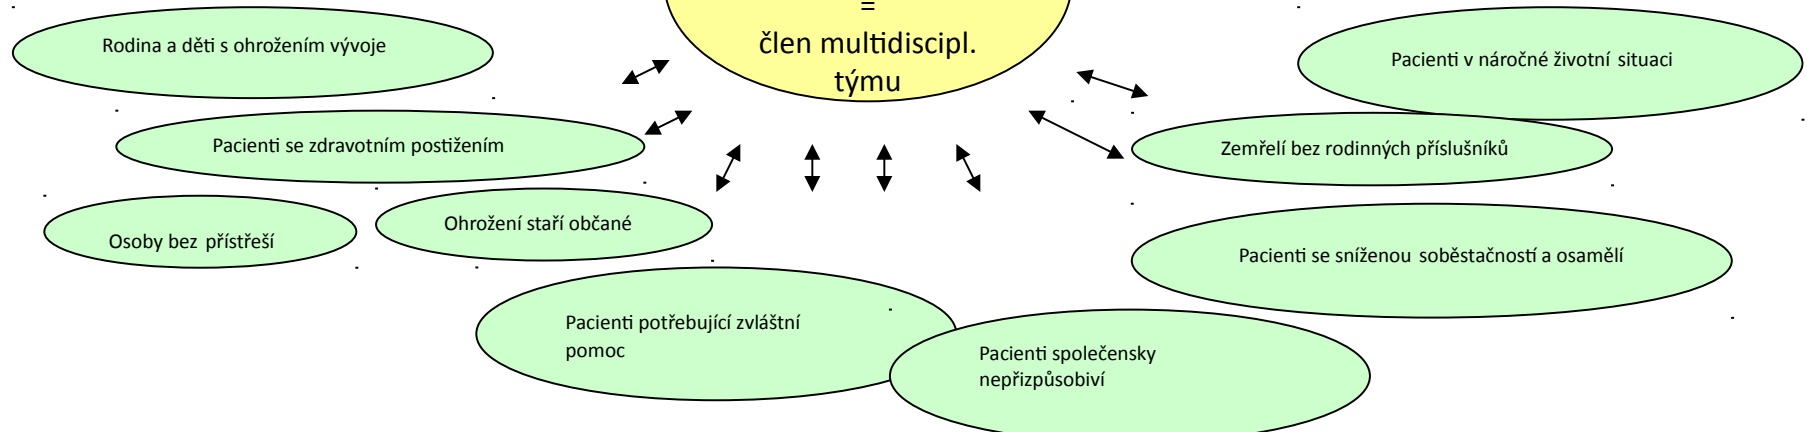 =
člen multidiscipl.
týmu
Rodina a děti s ohrožením vývoje
Pacienti v náročné životní situaci
Pacienti se zdravotním postižením
Zemřelí bez rodinných příslušníků
Osoby bez přístřeší
Ohrožení staří občané
Pacienti se sníženou soběstačností a osamělí
Pacienti potřebující zvláštní
pomoc
Pacienti společensky
nepřizpůsobiví